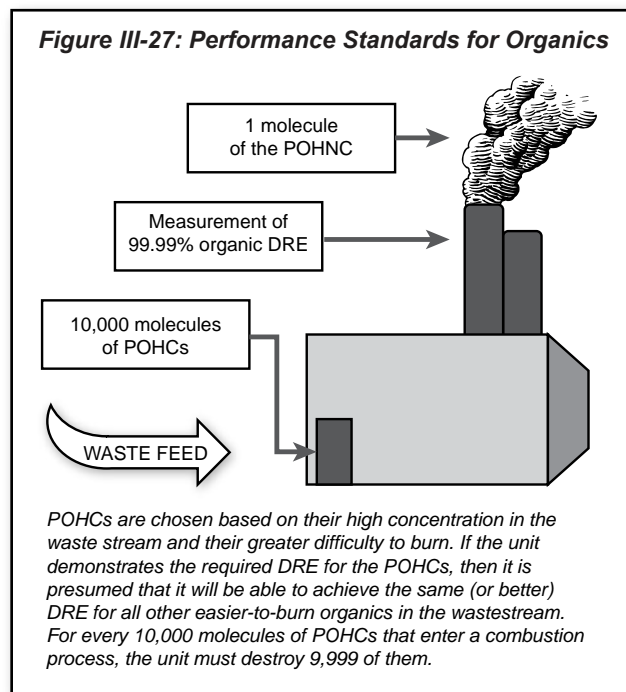 Figure III-27: Performance Standards for Organics
1 molecule
of the POHNC
Measurement of
99.99% organic DRE
10,000 molecules
of POHCs
WASTE FEED
POHCs are chosen based on their high concentration in the
waste stream and their greater difficulty to burn. If the unit
demonstrates the required DRE for the POHCs, then it is
presumed that it will be able to achieve the same (or better)
DRE for all other easier-to-burn organics in the wastestream.
For every 10,000 molecules of POHCs that enter a combustion
process, the unit must destroy 9,999 of them.